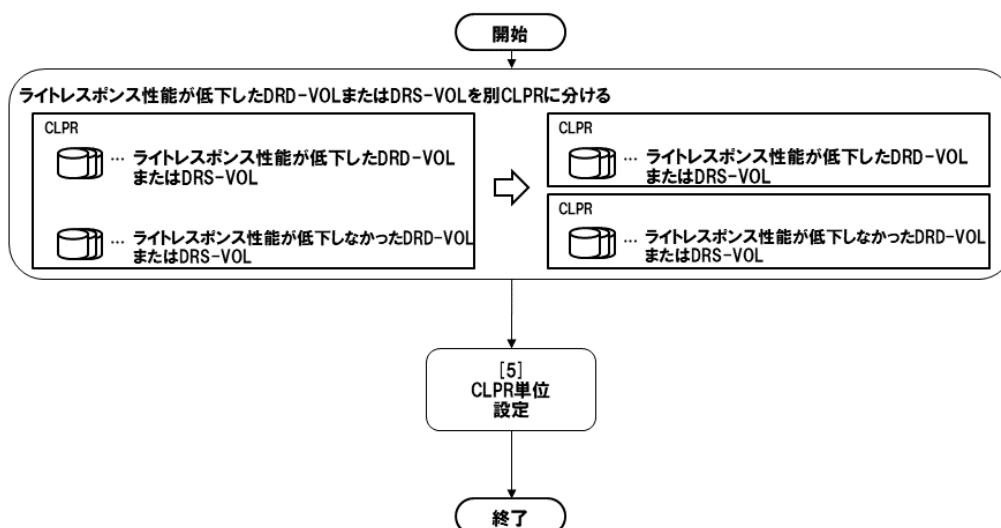 開始
ライトレスポンス性能が低下したDRD-VOLまたはDRS-VOLを別CLPRに分ける
CLPR
… ライトレスポンス性能が低下したDRD-VOL
またはDRS-VOL
… ライトレスポンス性能が低下しなかったDRD-VOL
またはDRS-VOL
CLPR
… ライトレスポンス性能が低下したDRD-VOL
またはDRS-VOL
CLPR
… ライトレスポンス性能が低下しなかったDRD-VOL
またはDRS-VOL
[5]
CLPR単位
設定
終了